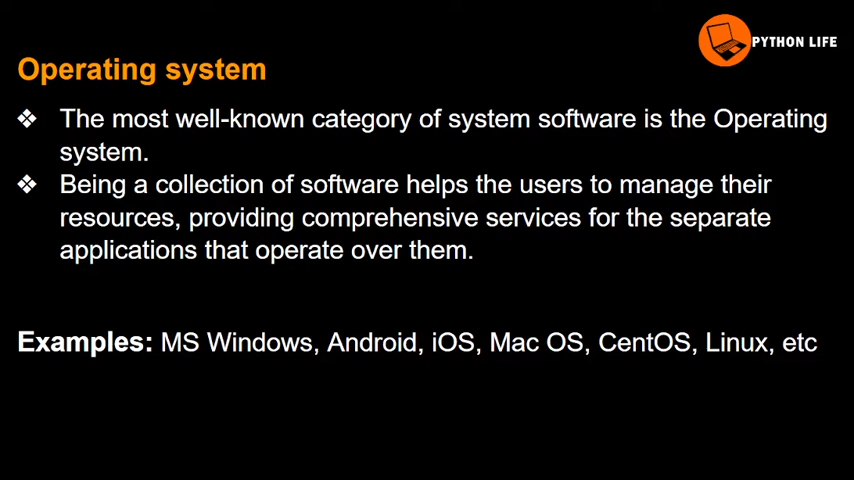 PYTHON LIFE
Operating system
❖ The most well-known category of system software is the Operating
system.
❖ Being a collection of software helps the users to manage their
resources, providing comprehensive services for the separate
applications that operate over them.
Examples: MS Windows, Android, iOS, Mac OS, CentOS, Linux, etc